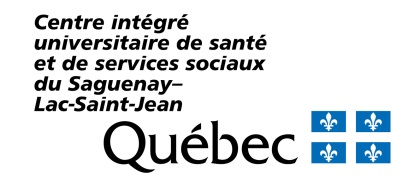 Centre intégré
universitaire de santé
et de services sociaux
du Saguenay–
Lac-Saint-Jean
Québec